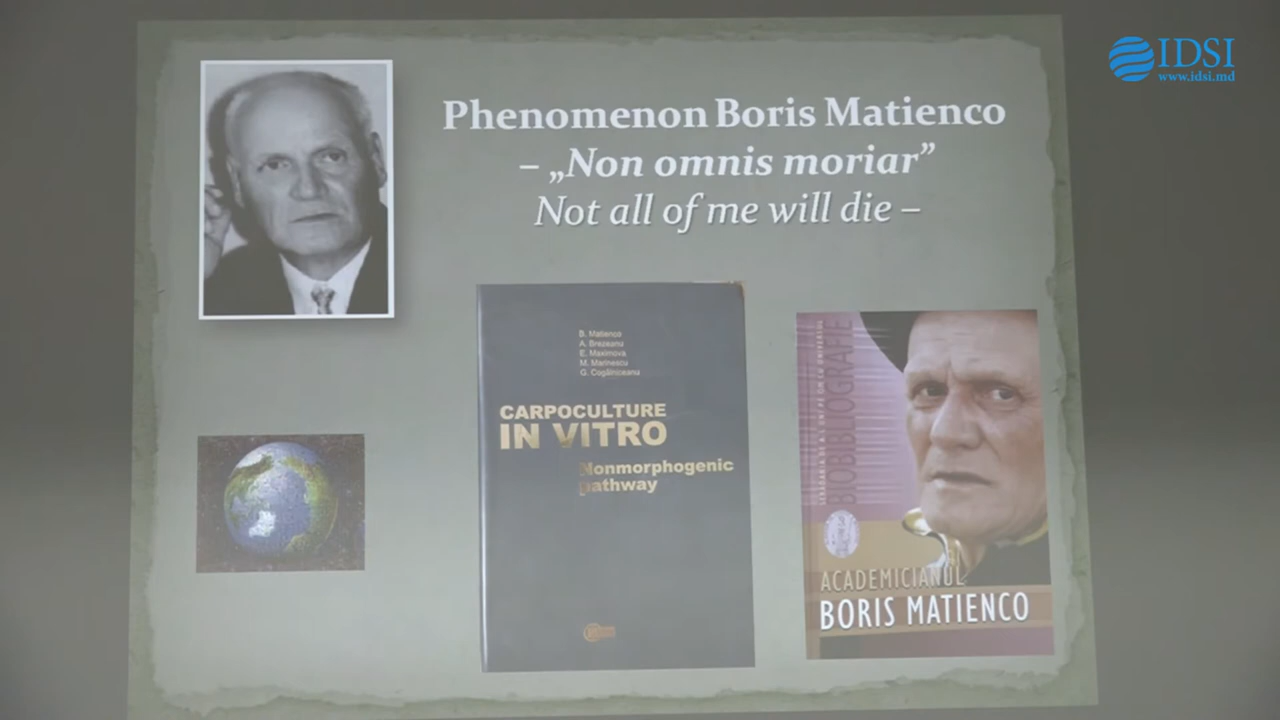 IDSI
www.idsi.md
Phenomenon Boris Matienco
– „Non omnis moriar”
Not all of me will die –
B. Matienco
A. Brezeanu
E. Maximova
M. Marinescu
G. Cogălniceanu
CARPOCULTURE
IN VITRO
Nonmorphogenic
pathway
BIOBIBLIOGRAFIE
ACADEMICIANUL
BORIS MATIENCO